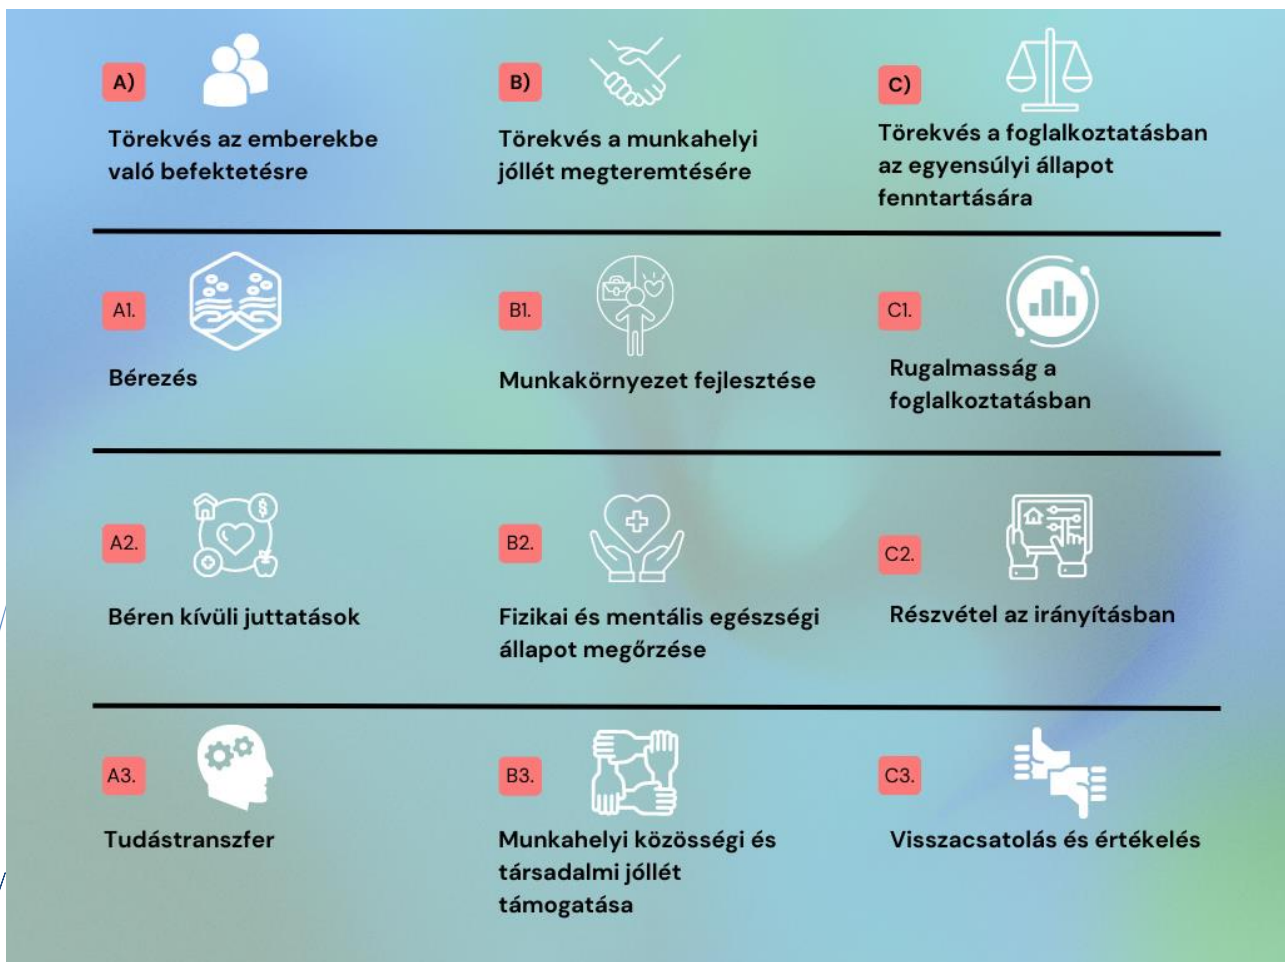 A)
Törekvés az emberekbe
való befektetésre
B)
Törekvés a munkahelyi
jóllét megteremtésére
C)
Törekvés a foglalkoztatásban
az egyensúlyi állapot
fenntartására
A1.
Bérezés
B1.
Munkakörnyezet fejlesztése
C1.
Rugalmasság a
foglalkoztatásban
A2.
$
Béren kívüli juttatások
B2.
Fizikai és mentális egészségi
állapot megőrzése
C2.
Részvétel az irányításban
A3.
Tudástranszfer
B3.
Munkahelyi közösségi és
társadalmi jóllét
támogatása
C3.
Visszacsatolás és értékelés